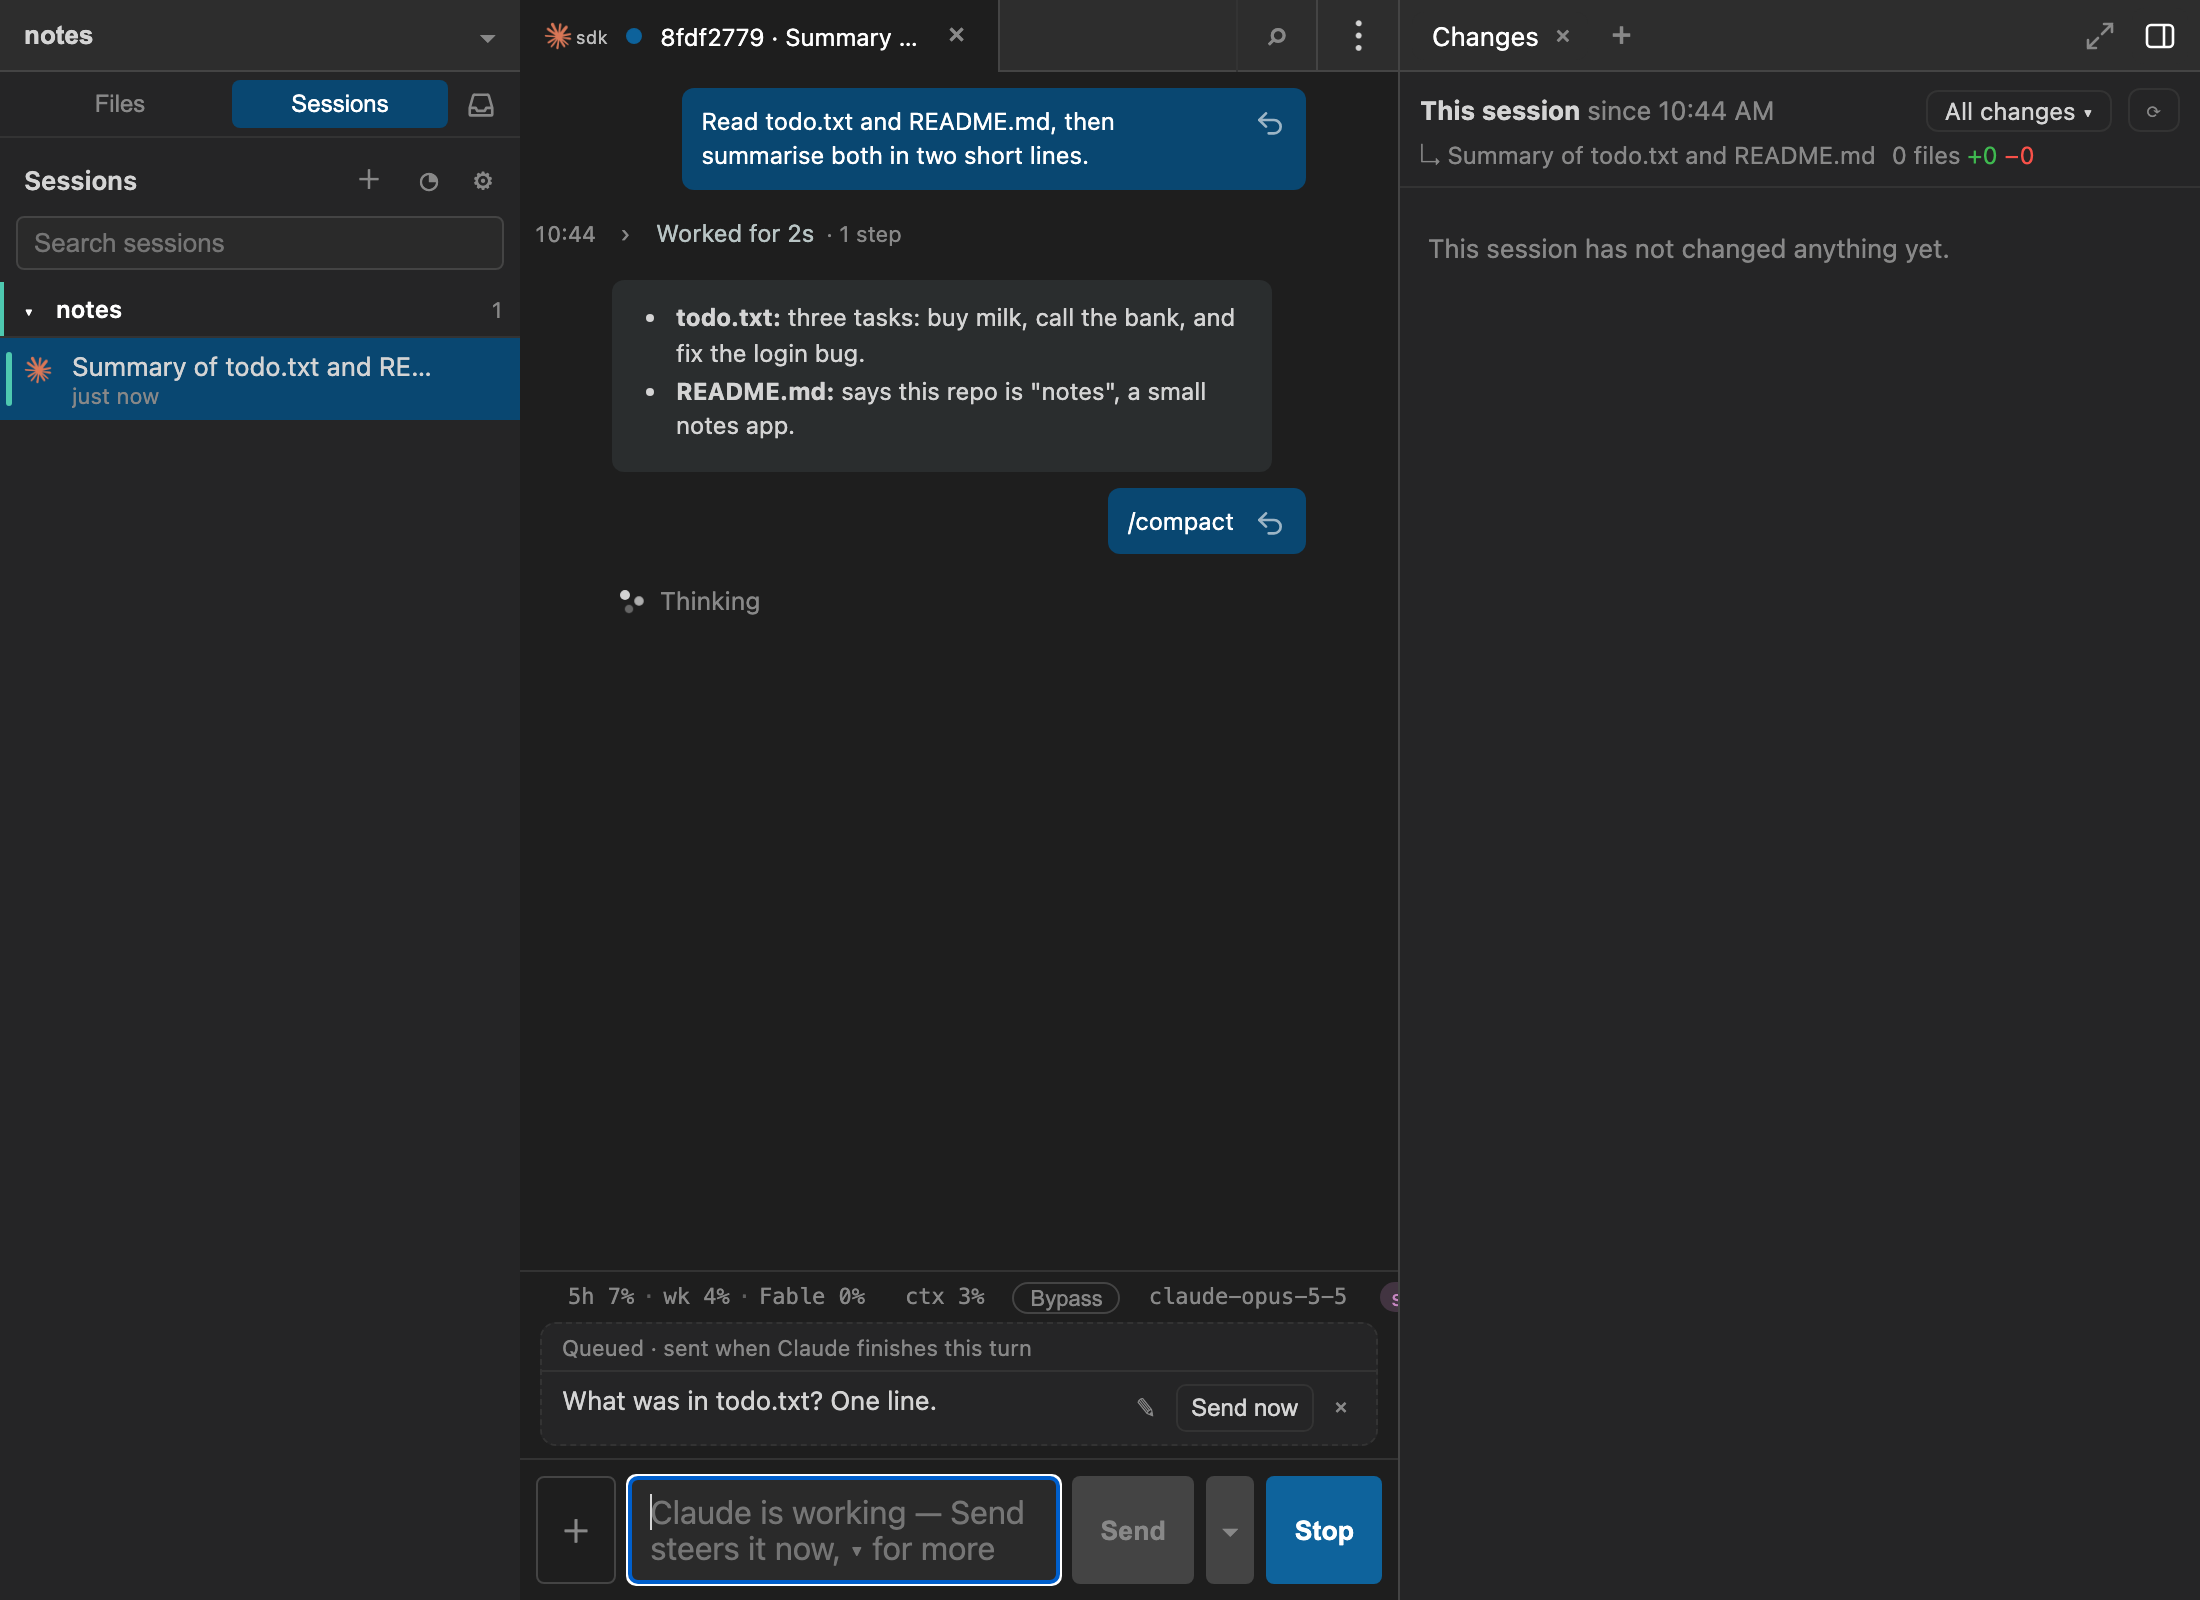 notes
Files
Sessions
Sessions
Search sessions
notes
1
Summary of todo.txt and RE...
just now
sdk
8fdf2779 · Summary ...
Read todo.txt and README.md, then
summarise both in two short lines.
10:44 › Worked for 2s · 1 step
• todo.txt: three tasks: buy milk, call the bank, and
fix the login bug.
• README.md: says this repo is "notes", a small
notes app.
/compact
Thinking
5h 7% · wk 4% · Fable 0% ctx 3% Bypass claude-opus-5-5
Queued · sent when Claude finishes this turn
What was in todo.txt? One line.
Send now
Claude is working — Send
steers it now, ▾ for more
Send
Stop
Changes
This session since 10:44 AM
All changes ▾
Summary of todo.txt and README.md 0 files +0 −0
This session has not changed anything yet.